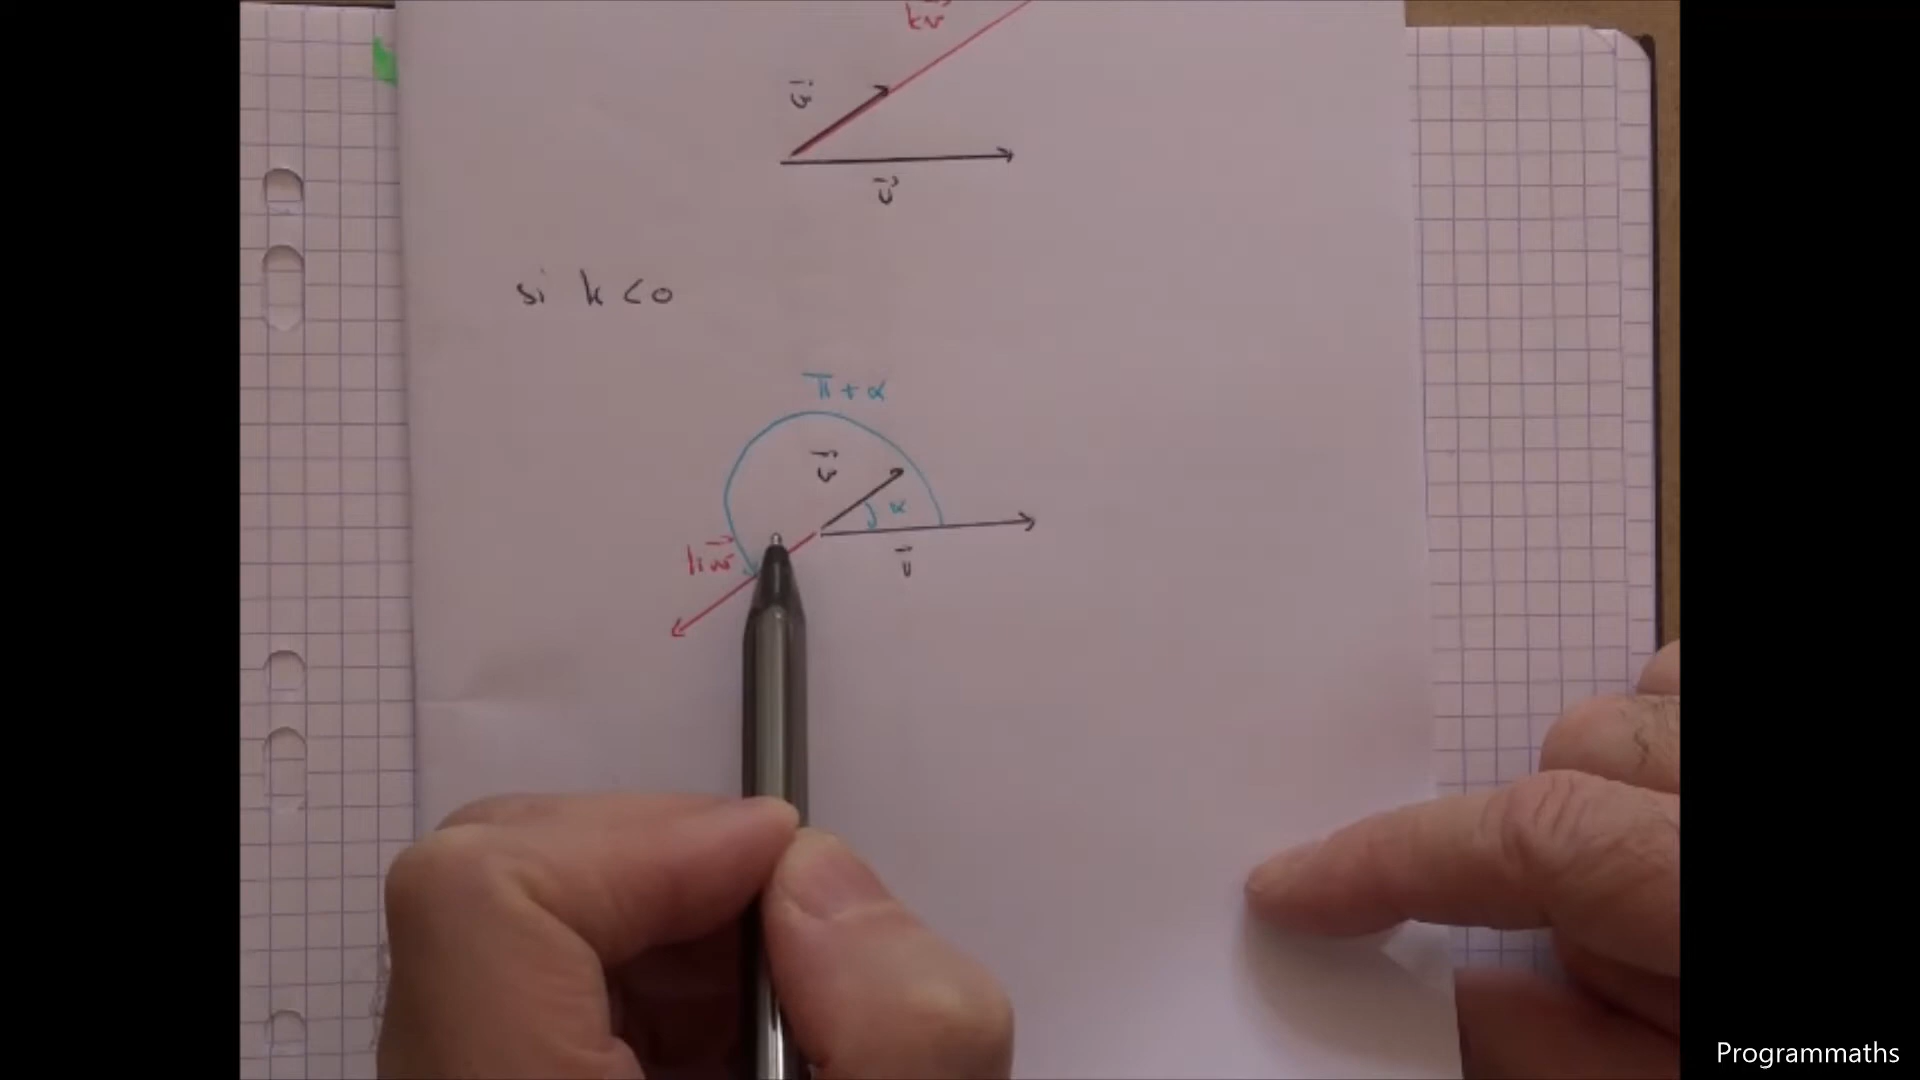 kv⃗
w⃗
u⃗
si k < 0
π + α
w⃗
α
kw⃗
u⃗
Programmaths